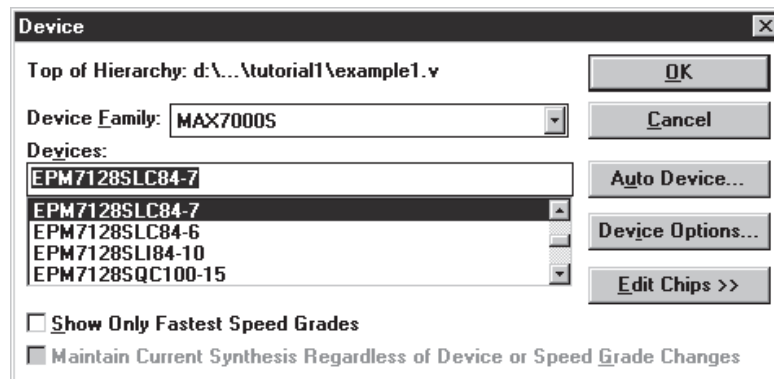 Device
Top of Hierarchy: d:\...\tutorial1\example1.v
OK
Device Family: MAX7000S
Cancel
Devices:
EPM7128SLC84-7
Auto Device...
EPM7128SLC84-7
EPM7128SLC84-6
Device Options...
EPM7128SLI84-10
EPM7128SQC100-15
Edit Chips >>
Show Only Fastest Speed Grades
Maintain Current Synthesis Regardless of Device or Speed Grade Changes